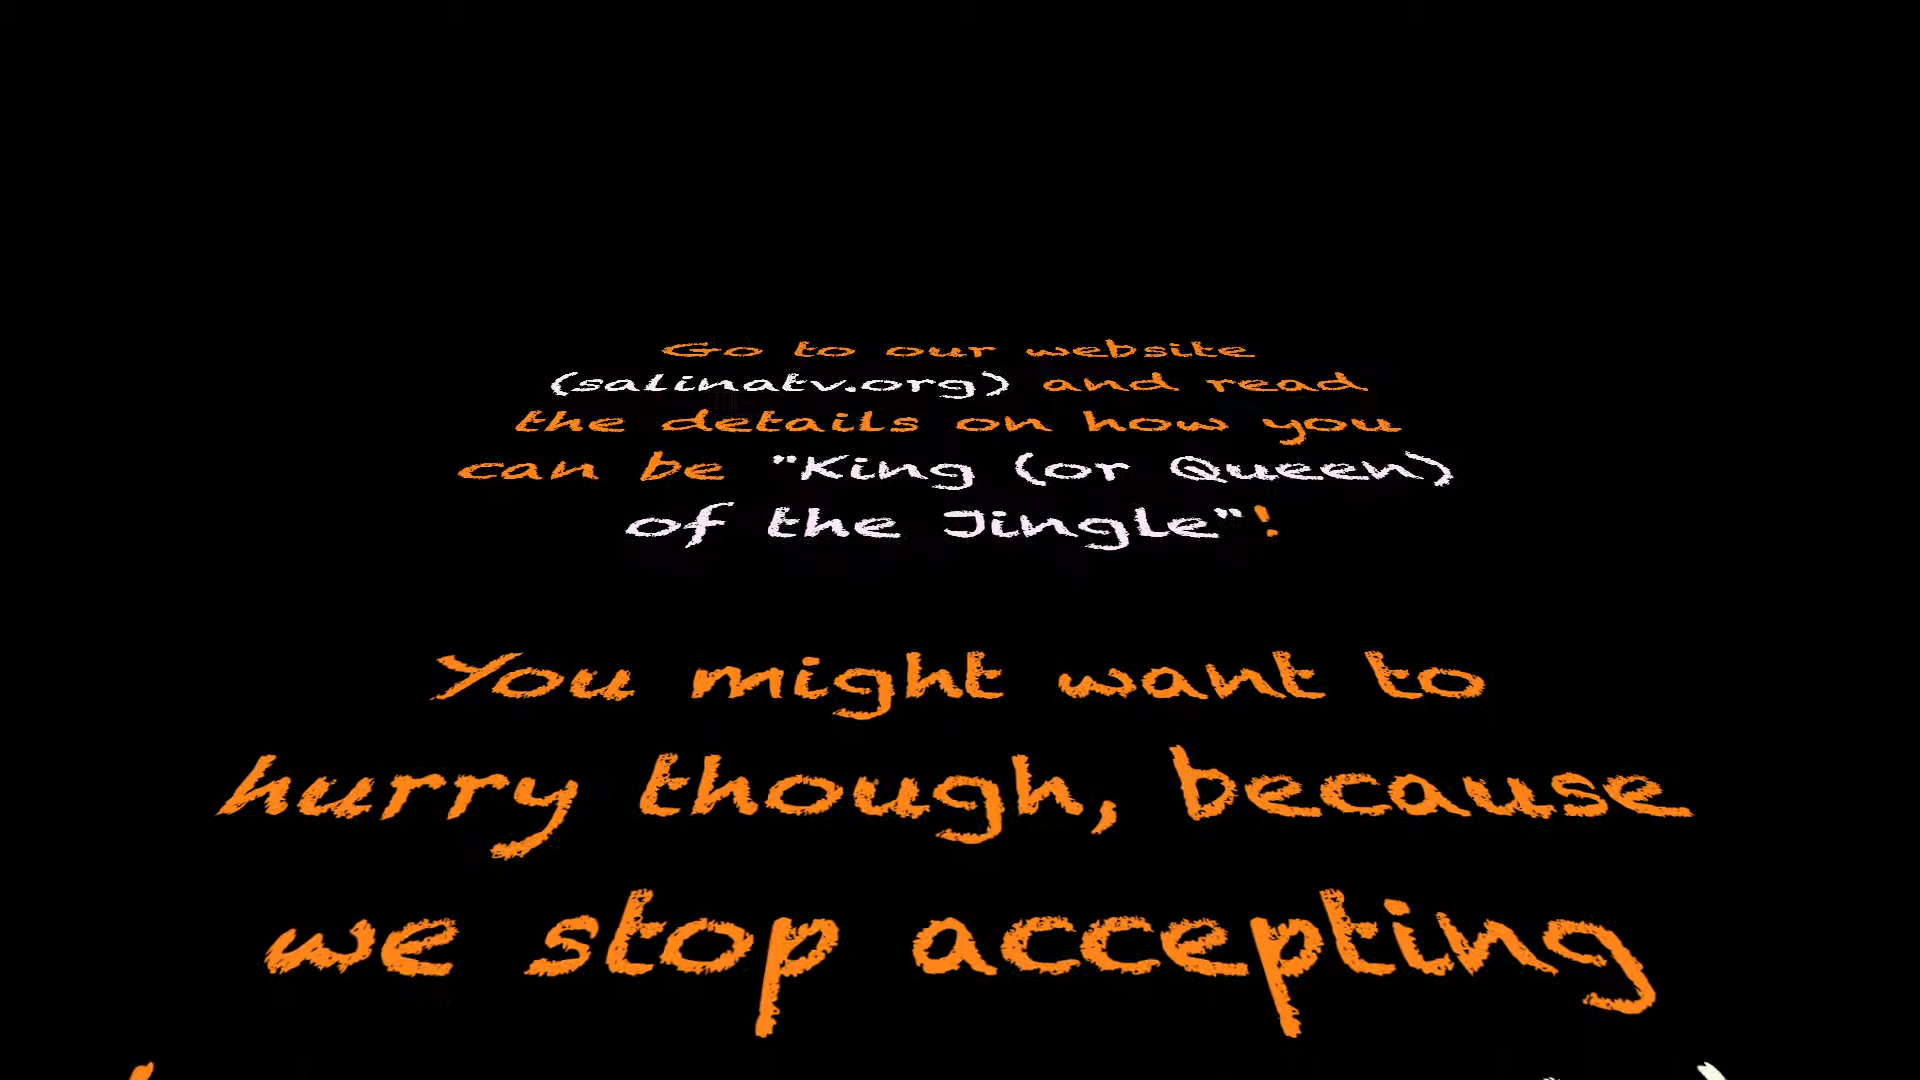 Go to our website
(salinatv.org) and read
the details on how you
can be "King (or Queen)
of the Jingle"!
You might want to
hurry though, because
we stop accepting